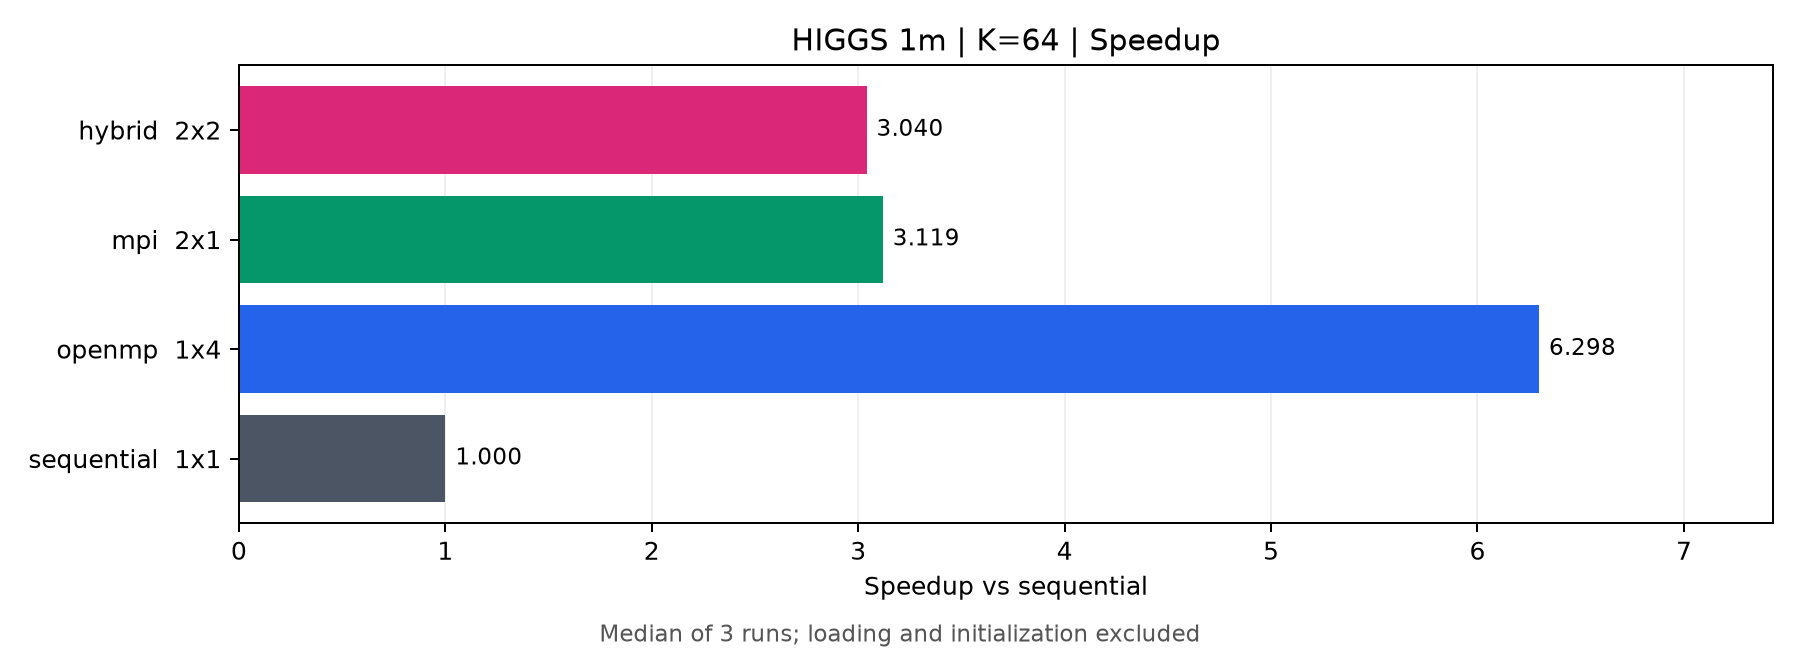 HIGGS 1m | K=64 | Speedup
hybrid  2x2
3.040
mpi  2x1
3.119
openmp  1x4
6.298
sequential  1x1
1.000
0 1 2 3 4 5 6 7
Speedup vs sequential
Median of 3 runs; loading and initialization excluded